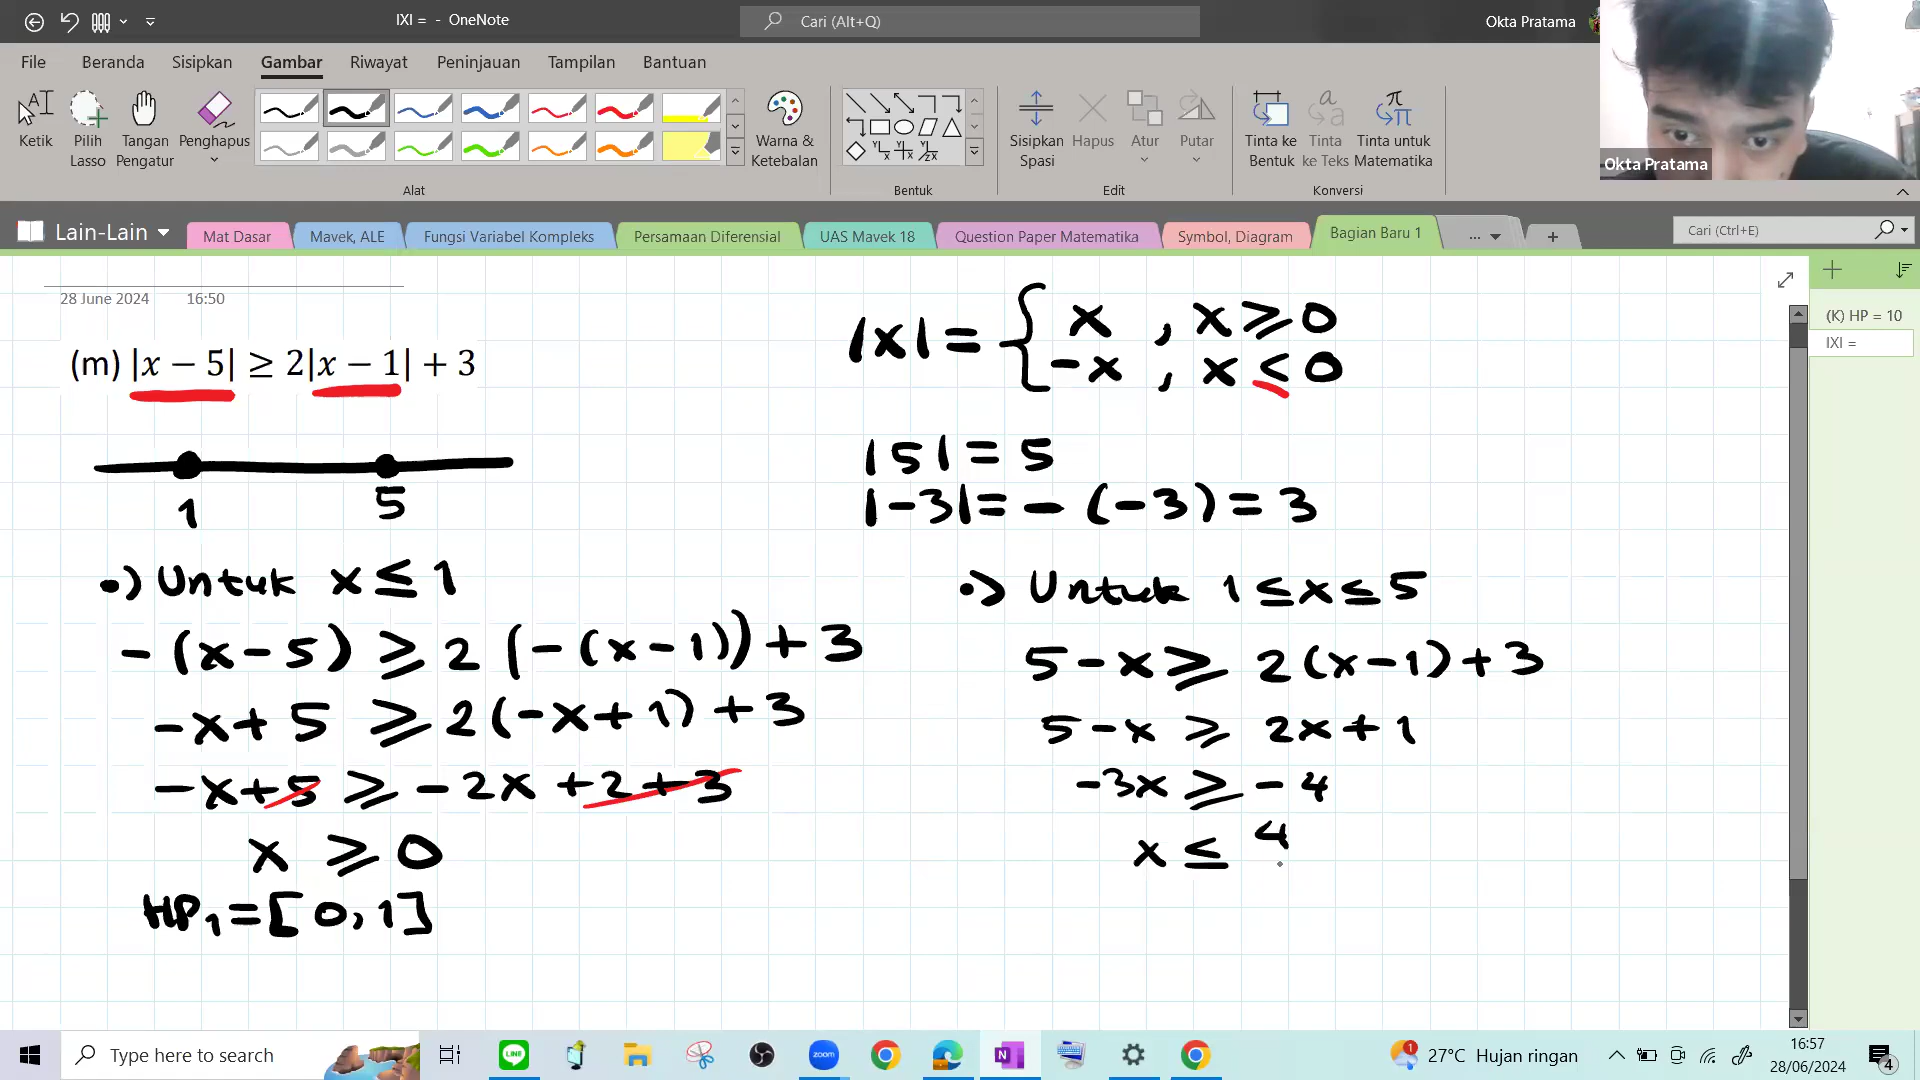 IXI = - OneNote
Cari (Alt+Q)
Okta Pratama
File Beranda Sisipkan Gambar Riwayat Peninjauan Tampilan Bantuan
Ketik
Pilih Lasso
Tangan Pengatur
Penghapus
Warna & Ketebalan
Sisipkan Spasi
Hapus
Atur
Putar
Tinta ke Bentuk
Tinta ke Teks
Tinta untuk Matematika
Alat
Bentuk
Edit
Konversi
Okta Pratama
Lain-Lain
Mat Dasar
Mavek, ALE
Fungsi Variabel Kompleks
Persamaan Diferensial
UAS Mavek 18
Question Paper Matematika
Symbol, Diagram
Bagian Baru 1
...
Cari (Ctrl+E)
28 June 2024 16:50
(K) HP = 10
IXI =
(m) |x − 5| ≥ 2|x − 1| + 3
1 5
•) Untuk x ≤ 1
-(x-5) ≥ 2 (-(x-1)) + 3
-x+5 ≥ 2(-x+1) + 3
-x+5 ≥ -2x +2+3
x ≥ 0
HP₁ = [0,1]
|x| = { x , x ≥ 0
-x , x < 0
|5| = 5
|-3| = -(-3) = 3
•) Untuk 1 ≤ x ≤ 5
5-x ≥ 2(x-1)+3
5-x ≥ 2x+1
-3x ≥ -4
x ≤ 4
Type here to search
zoom
27°C Hujan ringan
16:57
28/06/2024
4